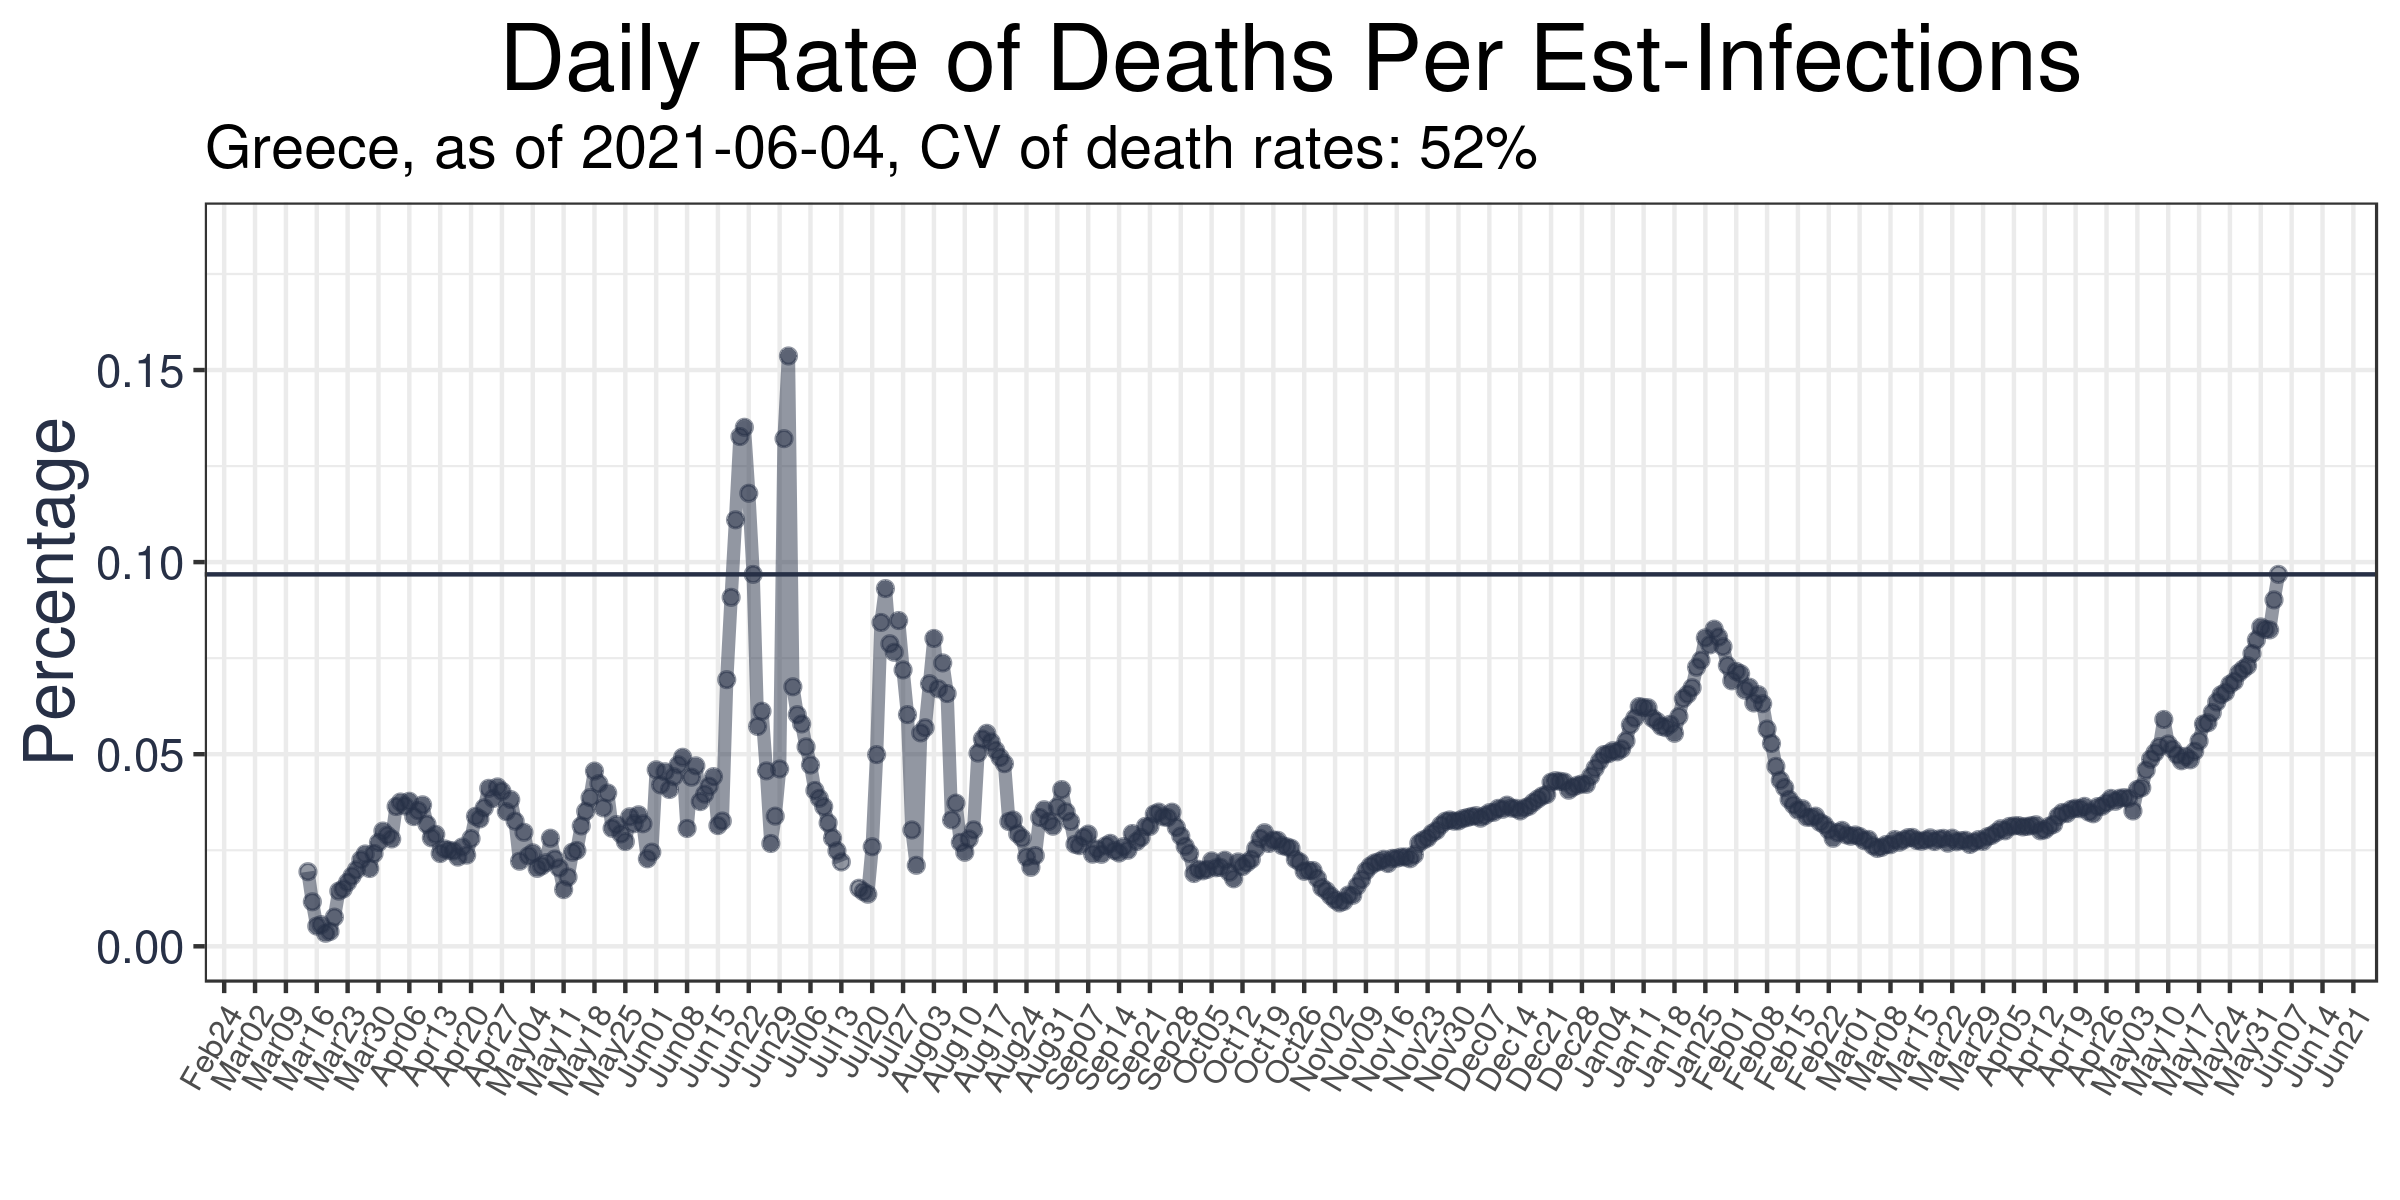 Daily Rate of Deaths Per Est-Infections
Greece, as of 2021-06-04, CV of death rates: 52%
Percentage
0.15
0.10
0.05
0.00
Feb24
Mar02
Mar09
Mar16
Mar23
Mar30
Apr06
Apr13
Apr20
Apr27
May04
May11
May18
May25
Jun01
Jun08
Jun15
Jun22
Jun29
Jul06
Jul13
Jul20
Jul27
Aug03
Aug10
Aug17
Aug24
Aug31
Sep07
Sep14
Sep21
Sep28
Oct05
Oct12
Oct19
Oct26
Nov02
Nov09
Nov16
Nov23
Nov30
Dec07
Dec14
Dec21
Dec28
Jan04
Jan11
Jan18
Jan25
Feb01
Feb08
Feb15
Feb22
Mar01
Mar08
Mar15
Mar22
Mar29
Apr05
Apr12
Apr19
Apr26
May03
May10
May17
May24
May31
Jun07
Jun14
Jun21